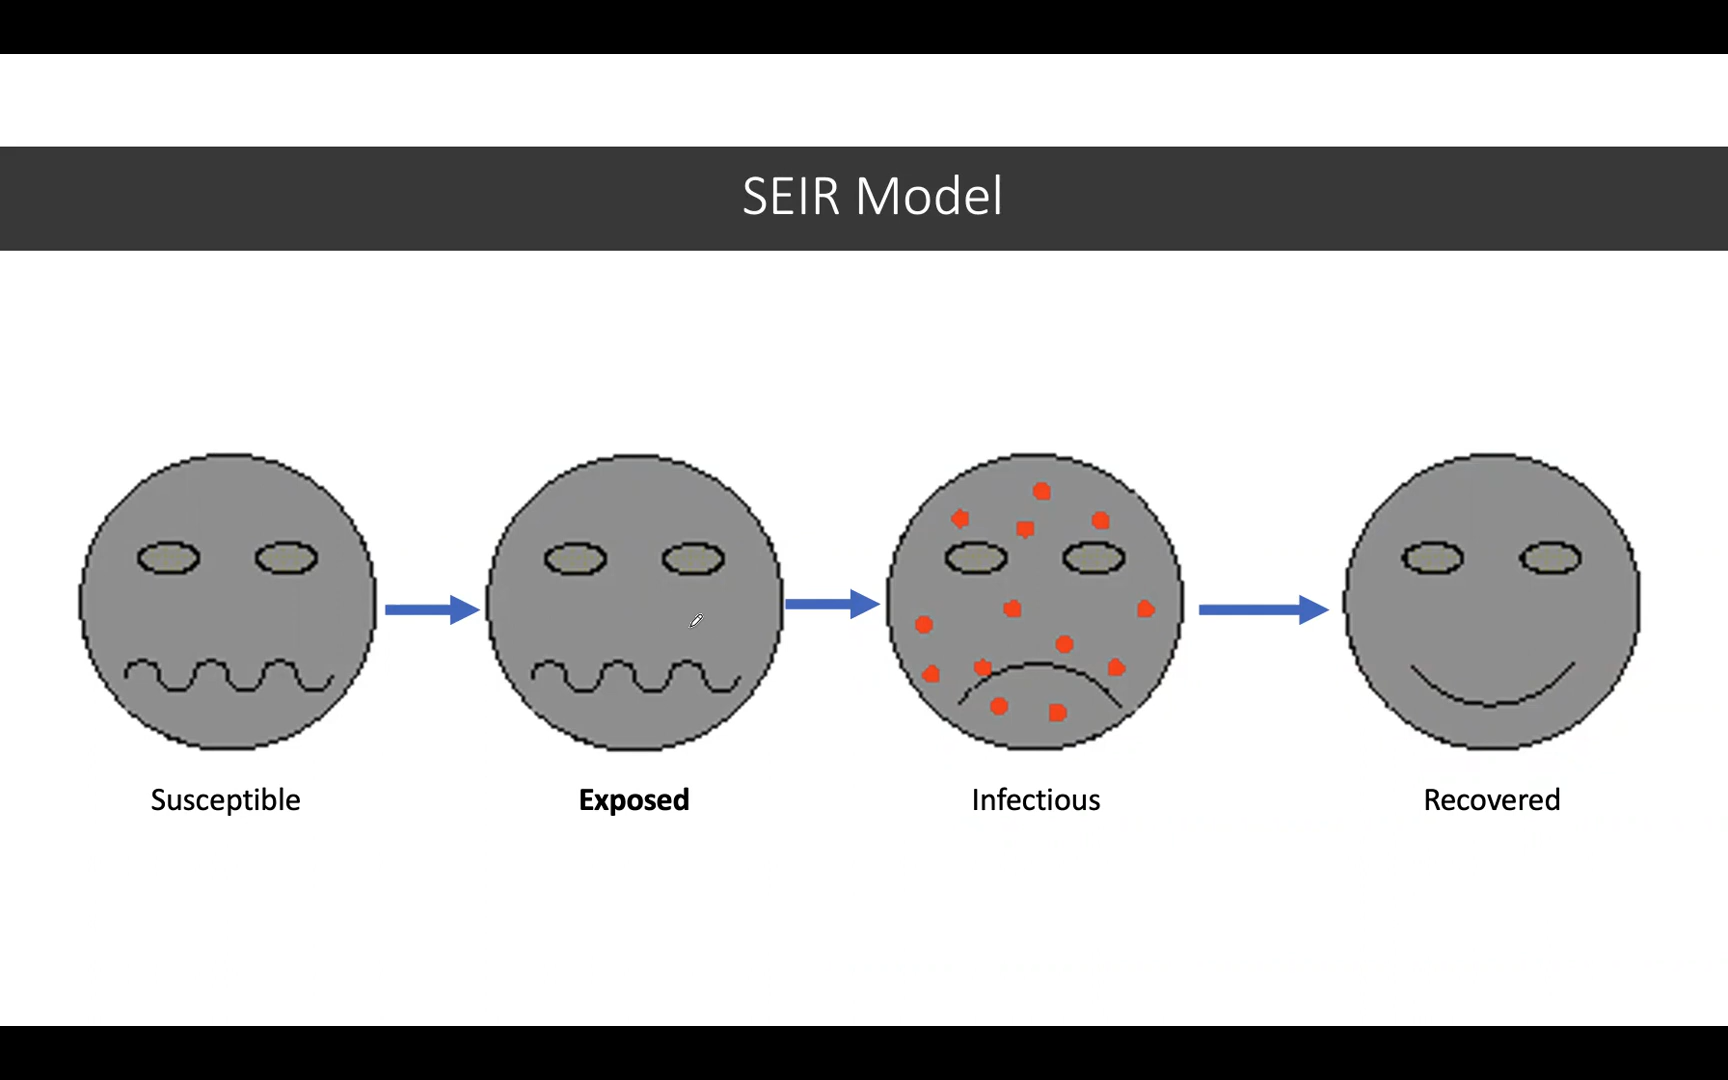 SEIR Model
Susceptible
Exposed
Infectious
Recovered